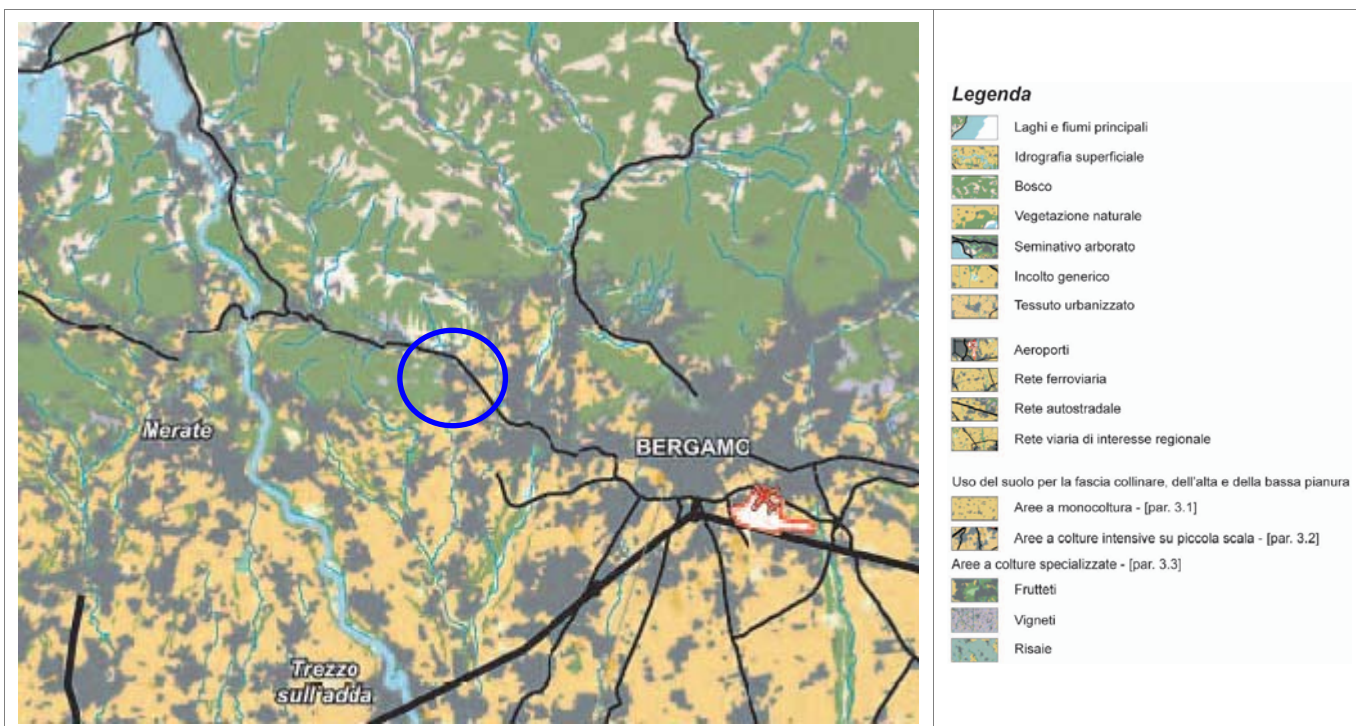 Merate
BERGAMO
Trezzo
sull'adda
Legenda
Laghi e fiumi principali
Idrografia superficiale
Bosco
Vegetazione naturale
Seminativo arborato
Incolto generico
Tessuto urbanizzato
Aeroporti
Rete ferroviaria
Rete autostradale
Rete viaria di interesse regionale
Uso del suolo per la fascia collinare, dell'alta e della bassa pianura
Aree a monocoltura - [par. 3.1]
Aree a colture intensive su piccola scala - [par. 3.2]
Aree a colture specializzate - [par. 3.3]
Frutteti
Vigneti
Risaie